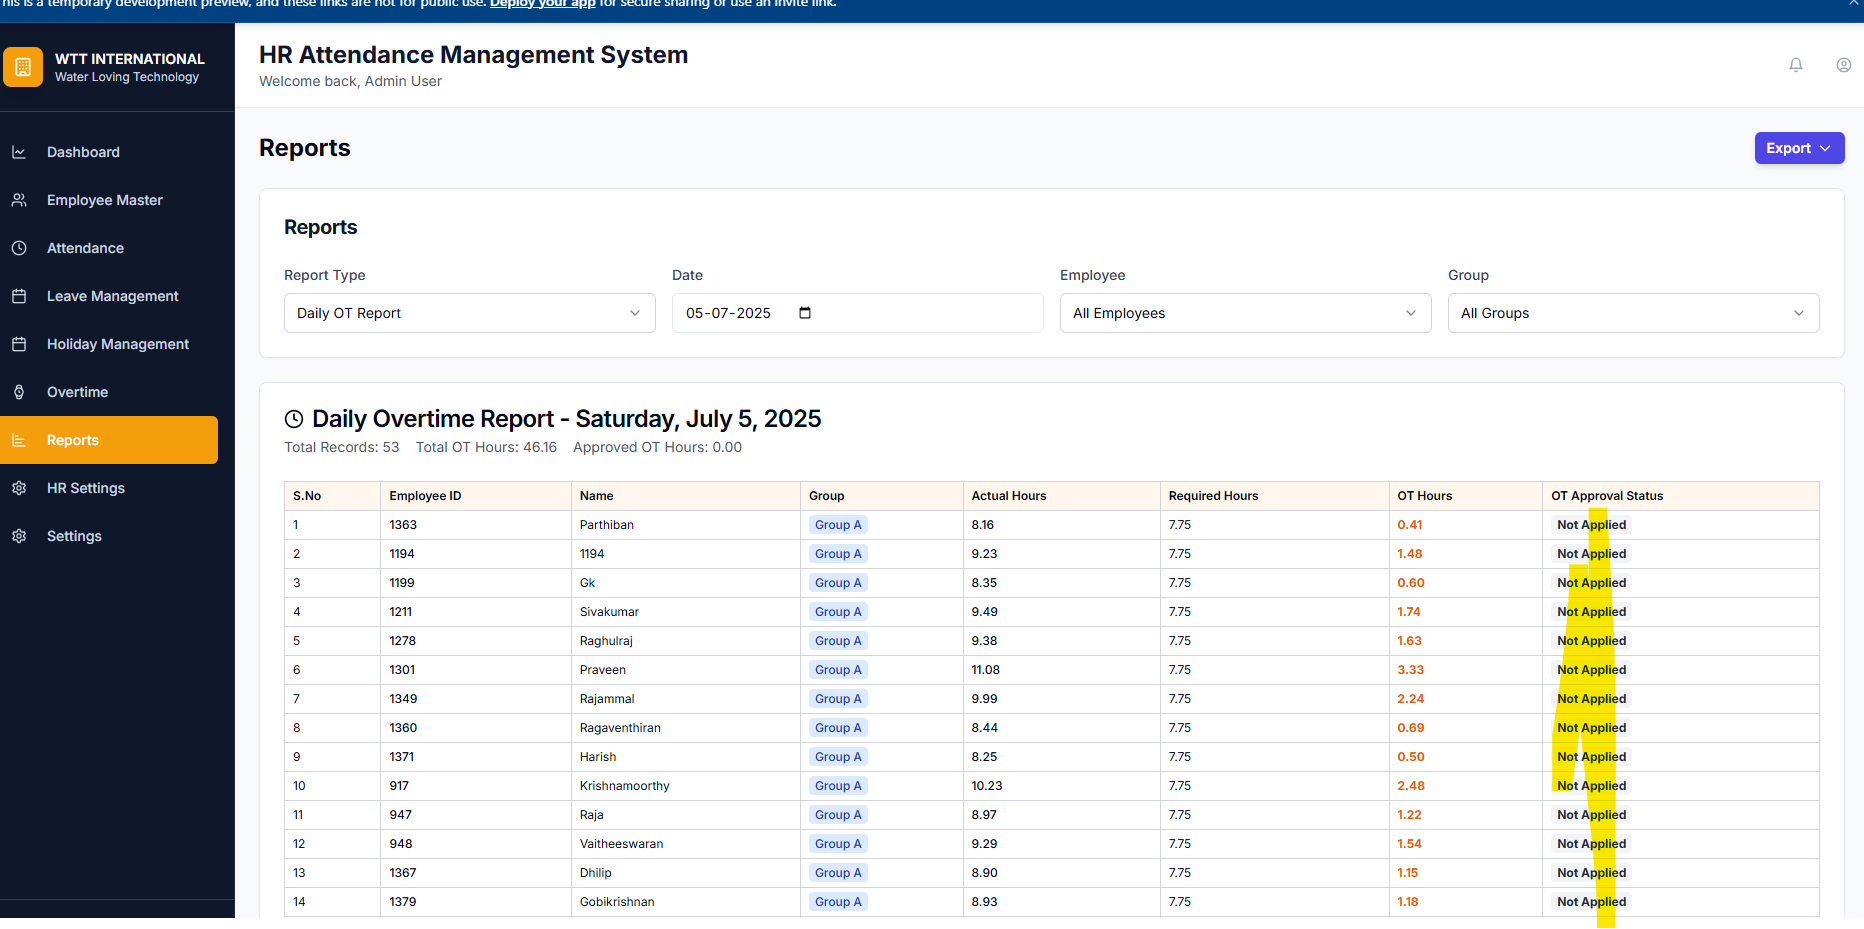 his is a temporary development preview, and these links are not for public use. Deploy your app for secure sharing or use an invite link.
WTT INTERNATIONAL
Water Loving Technology
HR Attendance Management System
Welcome back, Admin User
Dashboard
Employee Master
Attendance
Leave Management
Holiday Management
Overtime
Reports
HR Settings
Settings
Reports
Export
Reports
Report Type Date Employee Group
Daily OT Report 05-07-2025 All Employees All Groups
Daily Overtime Report - Saturday, July 5, 2025
Total Records: 53 Total OT Hours: 46.16 Approved OT Hours: 0.00
S.No Employee ID Name Group Actual Hours Required Hours OT Hours OT Approval Status
1 1363 Parthiban Group A 8.16 7.75 0.41 Not Applied
2 1194 1194 Group A 9.23 7.75 1.48 Not Applied
3 1199 Gk Group A 8.35 7.75 0.60 Not Applied
4 1211 Sivakumar Group A 9.49 7.75 1.74 Not Applied
5 1278 Raghulraj Group A 9.38 7.75 1.63 Not Applied
6 1301 Praveen Group A 11.08 7.75 3.33 Not Applied
7 1349 Rajammal Group A 9.99 7.75 2.24 Not Applied
8 1360 Ragaventhiran Group A 8.44 7.75 0.69 Not Applied
9 1371 Harish Group A 8.25 7.75 0.50 Not Applied
10 917 Krishnamoorthy Group A 10.23 7.75 2.48 Not Applied
11 947 Raja Group A 8.97 7.75 1.22 Not Applied
12 948 Vaitheeswaran Group A 9.29 7.75 1.54 Not Applied
13 1367 Dhilip Group A 8.90 7.75 1.15 Not Applied
14 1379 Gobikrishnan Group A 8.93 7.75 1.18 Not Applied